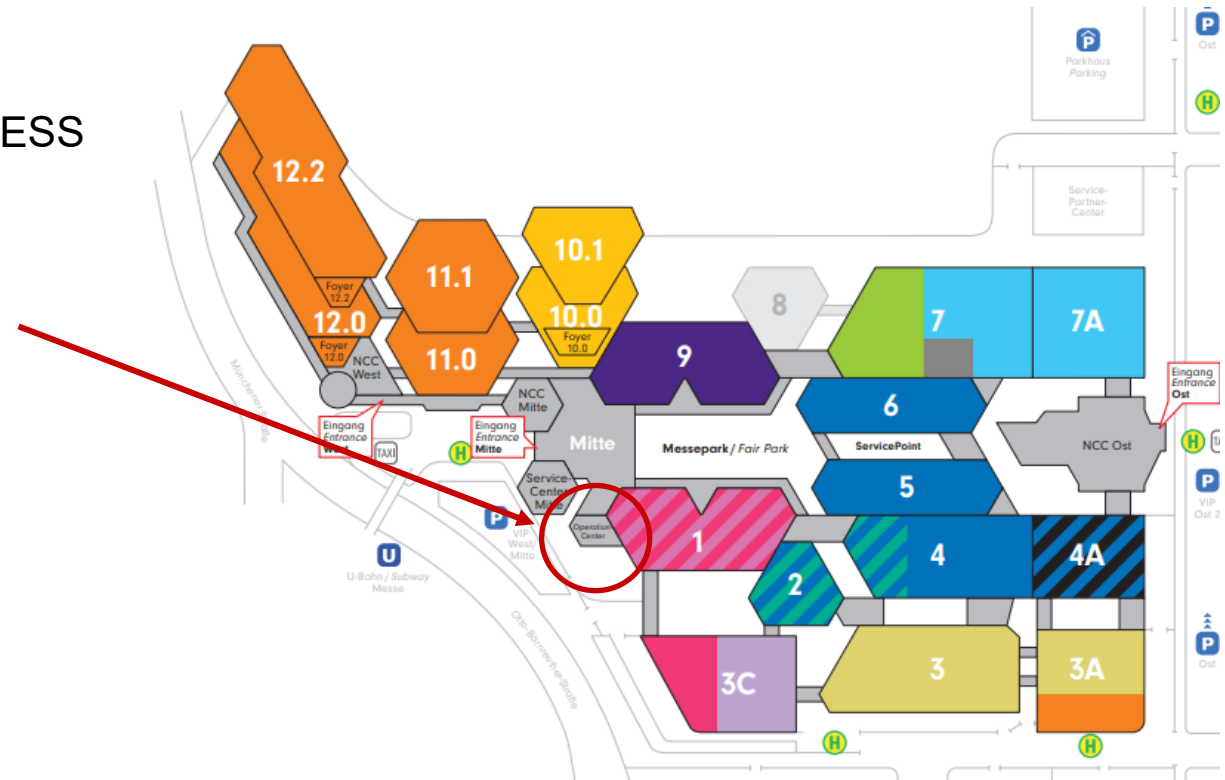 ESS
P
Ost
H
P
Parkhaus
Parking
Service-
Partner-
Center
12.2
Foyer
12.2
12.0
Foyer
12.0
NCC
West
11.1
11.0
10.1
10.0
Foyer
10.0
9
8
7
7A
NCC
Mitte
Eingang
Entrance
West
TAXI
H
Eingang
Entrance
Mitte
Mitte
Messepark / Fair Park
6
ServicePoint
5
NCC Ost
Eingang
Entrance
Ost
H
P
VIP
Ost 2
Service-
Center
Mitte
Operation
Center
P
VIP
West/
Mitte
U
U-Bahn / Subway
Messe
Münchener Straße
Otto-Bärnreuther-Straße
1
2
4
4A
3C
3
3A
P
Ost
H
H